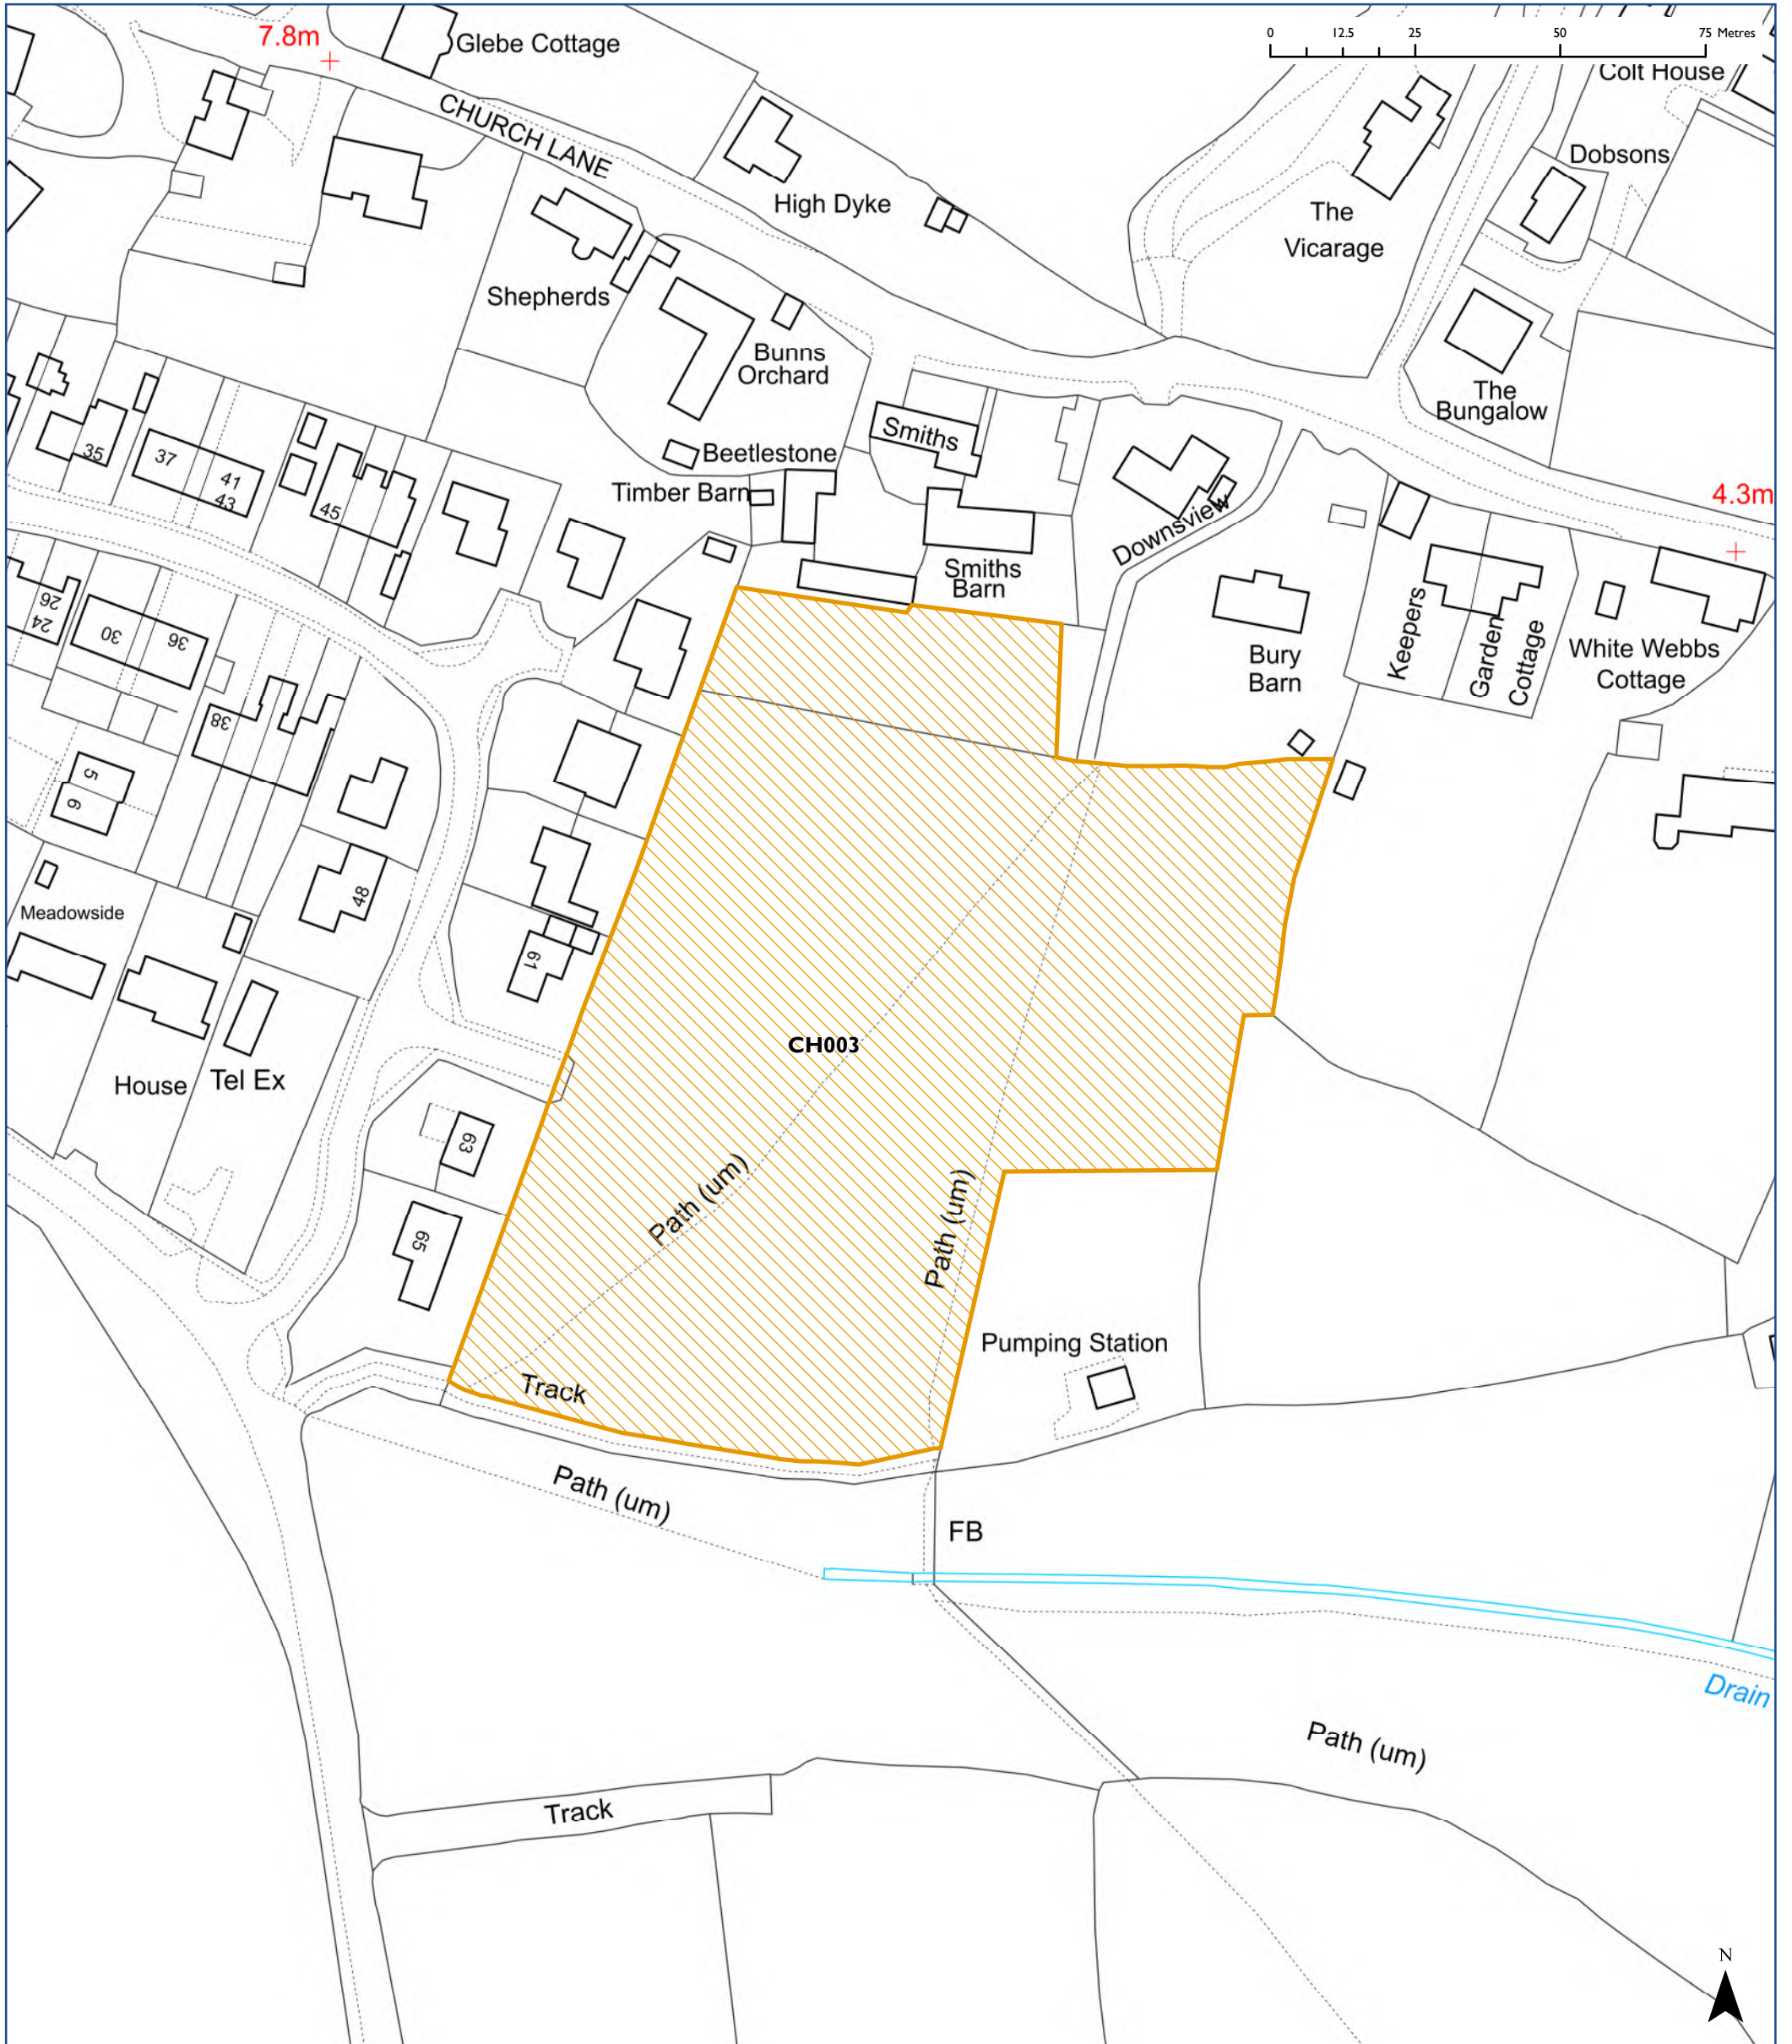 7.8m
Glebe Cottage
0 12.5 25 50 75 Metres
Colt House
CHURCH LANE
Dobsons
High Dyke
The
Vicarage
Shepherds
Bunns
Orchard
The
Bungalow
Smiths
35
37
41
43
45
Beetlestone
Timber Barn
4.3m
Downsview
Smiths
Barn
26
24
30
36
Bury
Barn
Keepers
Garden
Cottage
White Webbs
Cottage
38
5
6
48
Meadowside
61
CH003
House
Tel Ex
63
65
Path (um)
Path (um)
Pumping Station
Track
Path (um)
FB
Drain
Path (um)
Track
N